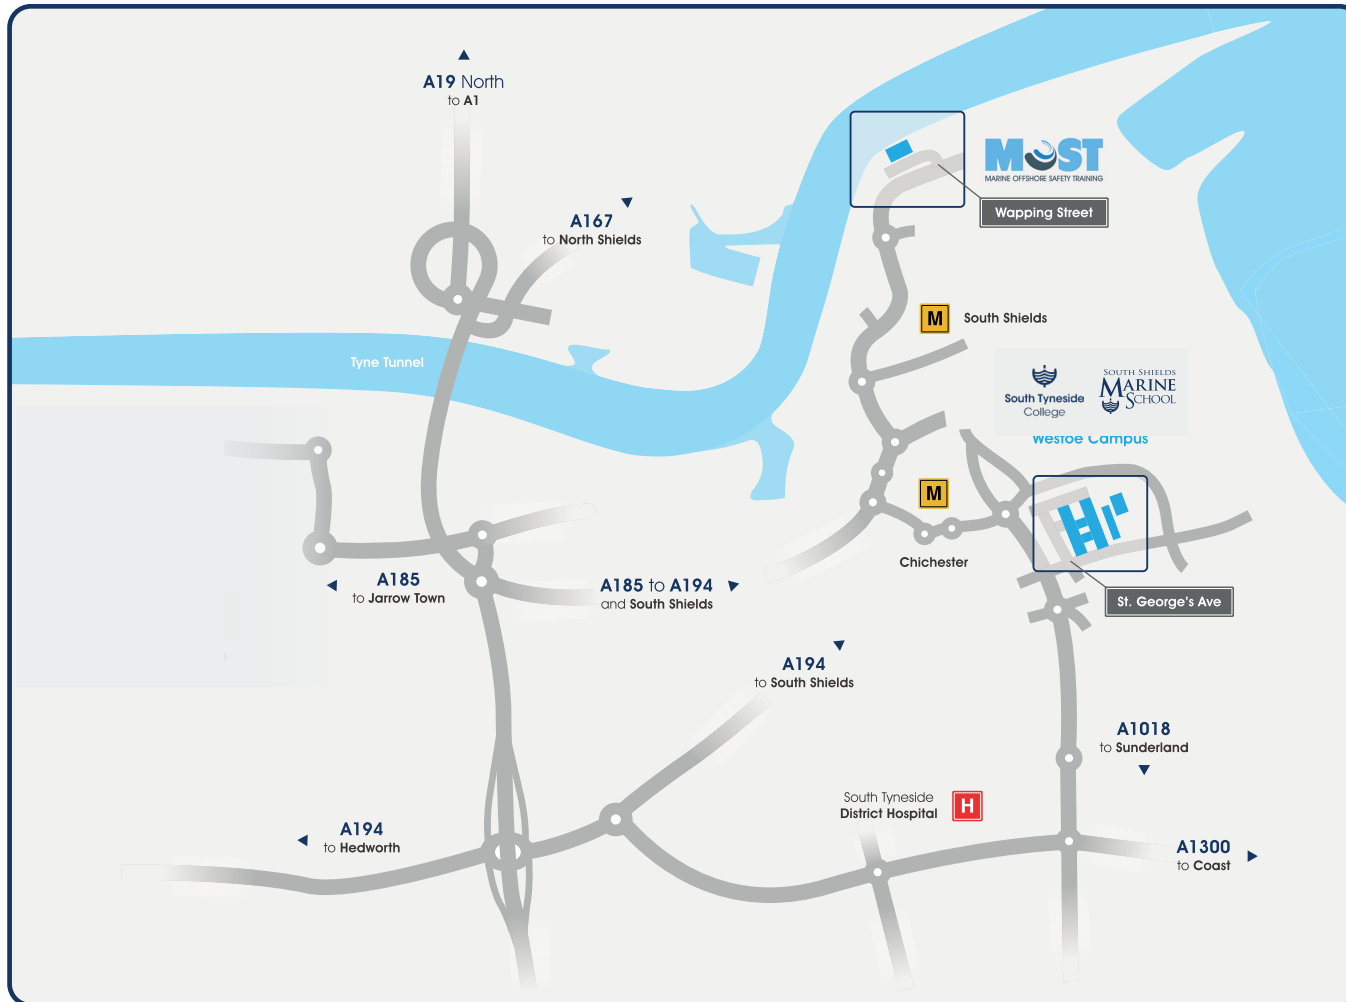 A19 North
to A1
A167
to North Shields
MOST
MARINE OFFSHORE SAFETY TRAINING
Wapping Street
M
South Shields
Tyne Tunnel
South Tyneside
College
SOUTH SHIELDS
MARINE
SCHOOL
Westoe Campus
M
Chichester
A185
to Jarrow Town
A185 to A194
and South Shields
St. George's Ave
A194
to South Shields
A1018
to Sunderland
South Tyneside
District Hospital
H
A194
to Hedworth
A1300
to Coast